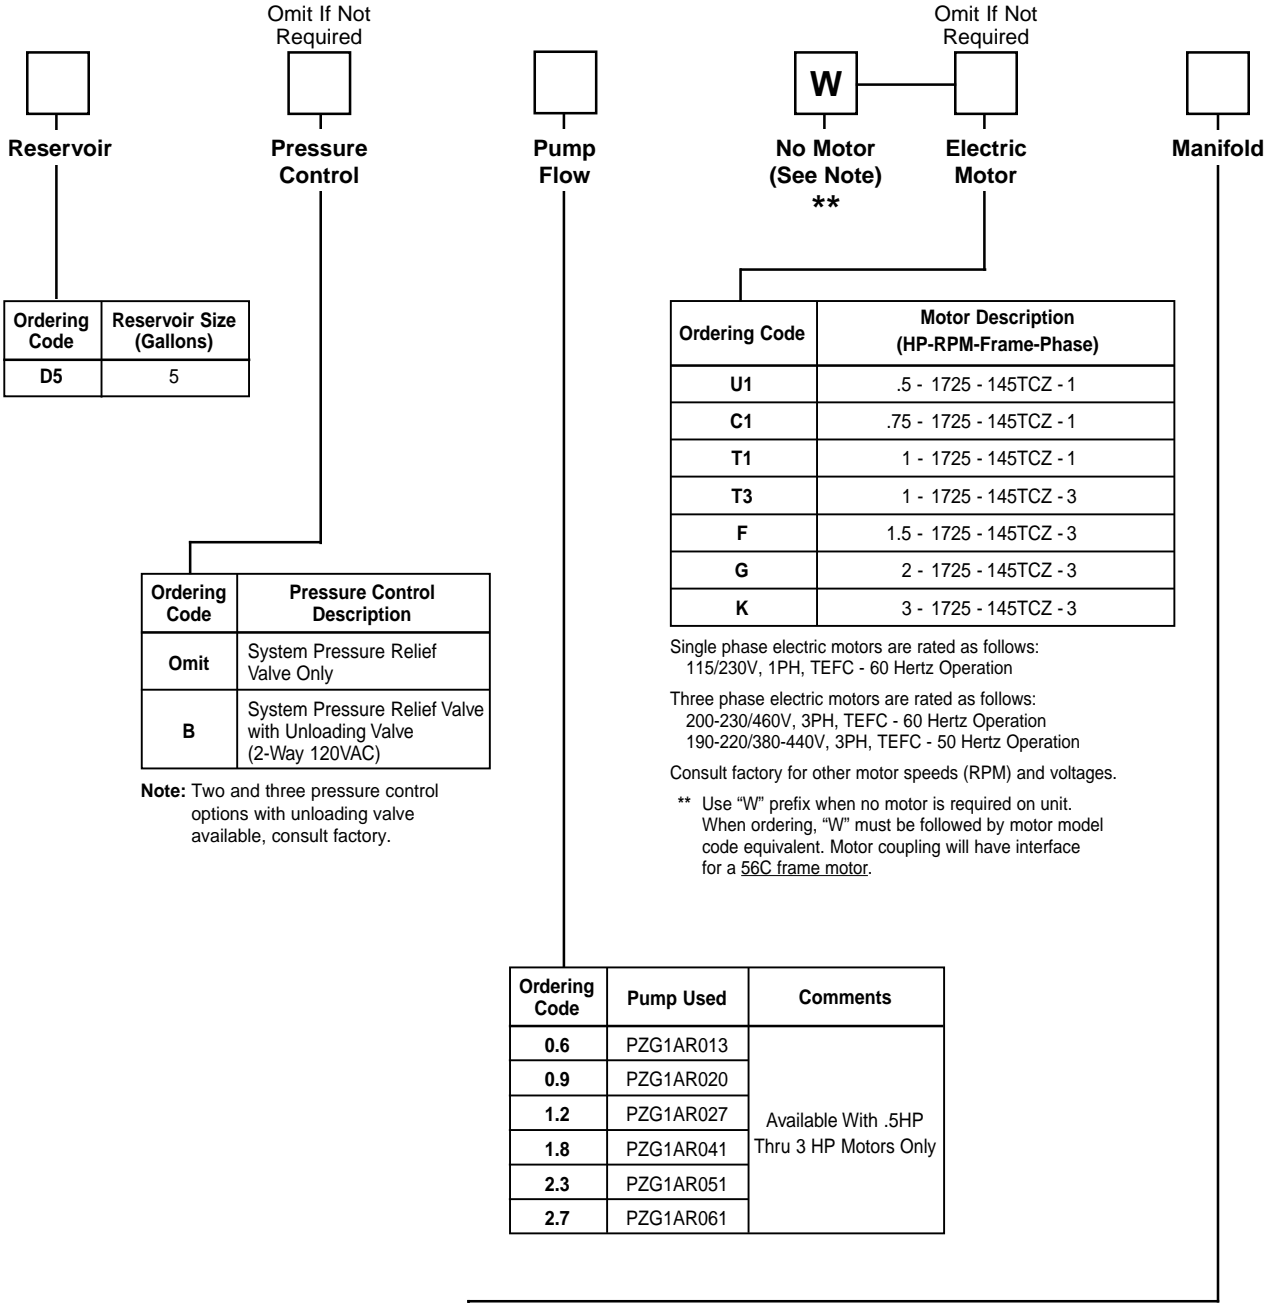 Omit If Not
Required
Omit If Not
Required
W
Reservoir
Pressure
Control
Pump
Flow
No Motor
(See Note)
**
Electric
Motor
Manifold
Ordering Code
Reservoir Size (Gallons)
D5 5
Ordering Code
Motor Description
(HP-RPM-Frame-Phase)
U1 .5 - 1725 - 145TCZ - 1
C1 .75 - 1725 - 145TCZ - 1
T1 1 - 1725 - 145TCZ - 1
T3 1 - 1725 - 145TCZ - 3
F 1.5 - 1725 - 145TCZ - 3
G 2 - 1725 - 145TCZ - 3
K 3 - 1725 - 145TCZ - 3
Single phase electric motors are rated as follows:
115/230V, 1PH, TEFC - 60 Hertz Operation
Three phase electric motors are rated as follows:
200-230/460V, 3PH, TEFC - 60 Hertz Operation
190-220/380-440V, 3PH, TEFC - 50 Hertz Operation
Consult factory for other motor speeds (RPM) and voltages.
** Use “W” prefix when no motor is required on unit.
When ordering, “W” must be followed by motor model
code equivalent. Motor coupling will have interface
for a 56C frame motor.
Ordering Code
Pressure Control Description
Omit
System Pressure Relief
Valve Only
B
System Pressure Relief Valve
with Unloading Valve
(2-Way 120VAC)
Note: Two and three pressure control
options with unloading valve
available, consult factory.
Ordering Code
Pump Used
Comments
0.6 PZG1AR013
0.9 PZG1AR020
1.2 PZG1AR027
1.8 PZG1AR041
2.3 PZG1AR051
2.7 PZG1AR061
Available With .5HP
Thru 3 HP Motors Only